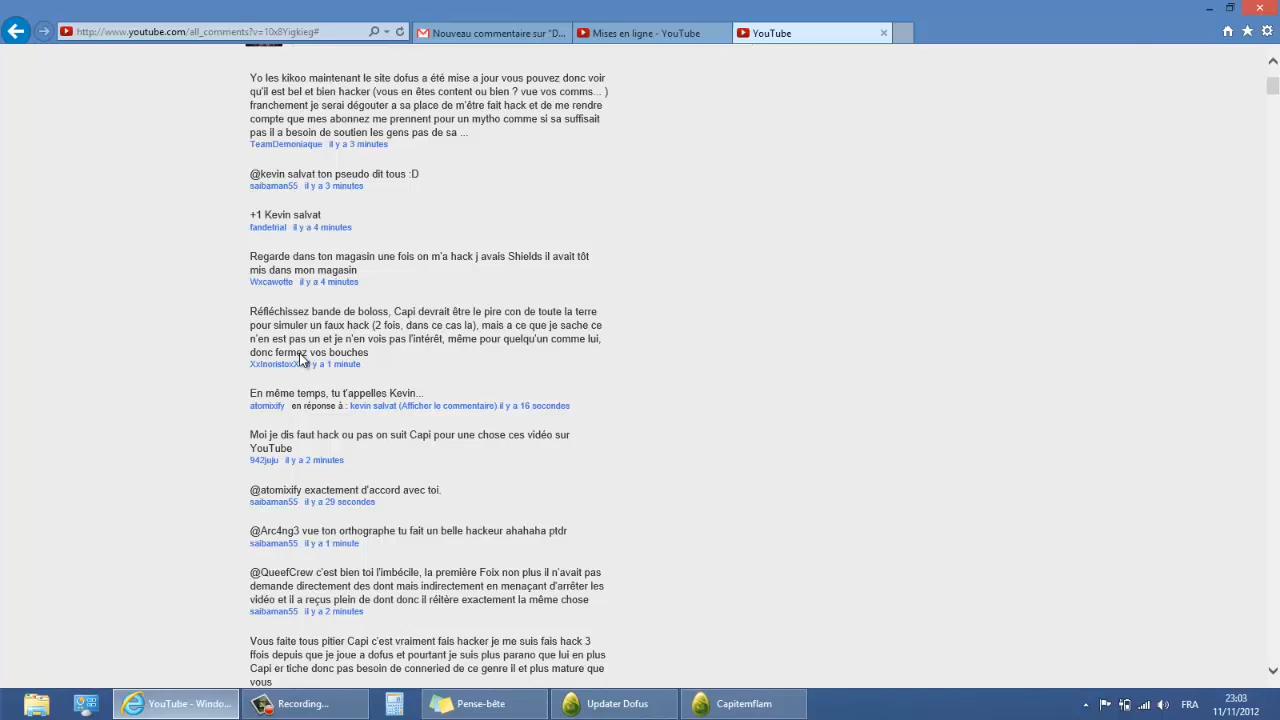 http://www.youtube.com/all_comments?v=10x8Yigkieg#
Nouveau commentaire sur "D...
Mises en ligne - YouTube
YouTube
Yo les kikoo maintenant le site dofus a été mise a jour vous pouvez donc voir
qu'il est bel et bien hacker (vous en êtes content ou bien ? vue vos comms... )
franchement je serai dégouter a sa place de m'être fait hack et de me rendre
compte que mes abonnez me prennent pour un mytho comme si sa suffisait
pas il a besoin de soutien les gens pas de sa ...
TeamDemoniaque il y a 3 minutes
@kevin salvat ton pseudo dit tous :D
saibaman55 il y a 3 minutes
+1 Kevin salvat
fandetrial il y a 4 minutes
Regarde dans ton magasin une fois on m'a hack j avais Shields il avait tôt
mis dans mon magasin
Wxcawotte il y a 4 minutes
Réfléchissez bande de boloss, Capi devrait être le pire con de toute la terre
pour simuler un faux hack (2 fois, dans ce cas la), mais a ce que je sache ce
n'en est pas un et je n'en vois pas l'intérêt, même pour quelqu'un comme lui,
donc fermez vos bouches
XxInoristoxX il y a 1 minute
En même temps, tu t'appelles Kevin...
atomixify en réponse à : kevin salvat (Afficher le commentaire) il y a 16 secondes
Moi je dis faut hack ou pas on suit Capi pour une chose ces vidéo sur
YouTube
942juju il y a 2 minutes
@atomixify exactement d'accord avec toi.
saibaman55 il y a 29 secondes
@Arc4ng3 vue ton orthographe tu fait un belle hackeur ahahaha ptdr
saibaman55 il y a 1 minute
@QueefCrew c'est bien toi l'imbécile, la première Foix non plus il n'avait pas
demande directement des dont mais indirectement en menaçant d'arrêter les
vidéo et il a reçus plein de dont donc il réitère exactement la même chose
saibaman55 il y a 2 minutes
Vous faite tous pitier Capi c'est vraiment fais hacker je me suis fais hack 3
ffois depuis que je joue a dofus et pourtant je suis plus parano que lui en plus
Capi er tiche donc pas besoin de conneried de ce genre il et plus mature que
vous
YouTube - Windo...
Recording...
Pense-bête
Updater Dofus
Capitemflam
FRA
23:03
11/11/2012